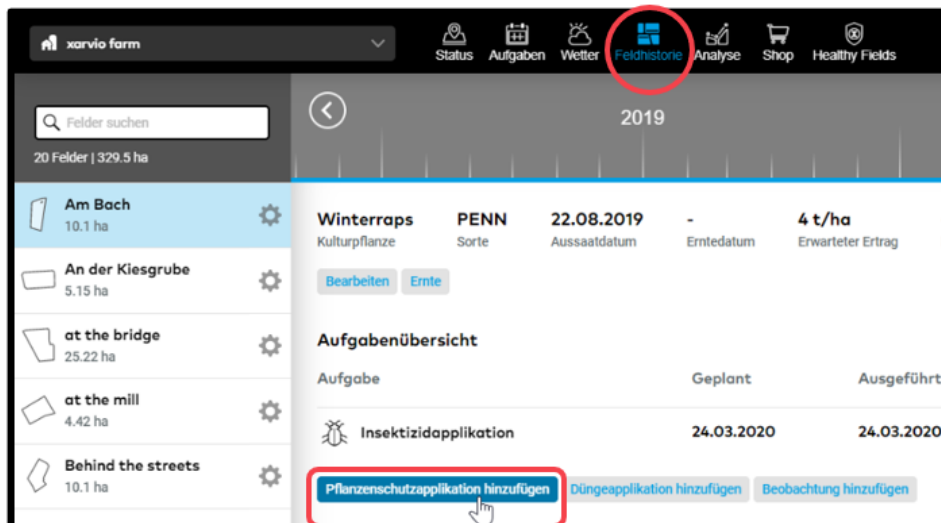 xarvio farm
Status Aufgaben Wetter Feldhistorie Analyse Shop Healthy Fields
Felder suchen
20 Felder | 329.5 ha
2019
Am Bach
10.1 ha
An der Kiesgrube
5.15 ha
at the bridge
25.22 ha
at the mill
4.42 ha
Behind the streets
10.1 ha
Winterraps PENN 22.08.2019 - 4 t/ha
Kulturpflanze Sorte Aussaatdatum Erntedatum Erwarteter Ertrag
Bearbeiten Ernte
Aufgabenübersicht
Aufgabe Geplant Ausgeführt
Insektizidapplikation 24.03.2020 24.03.2020
Pflanzenschutzapplikation hinzufügen Düngeapplikation hinzufügen Beobachtung hinzufügen